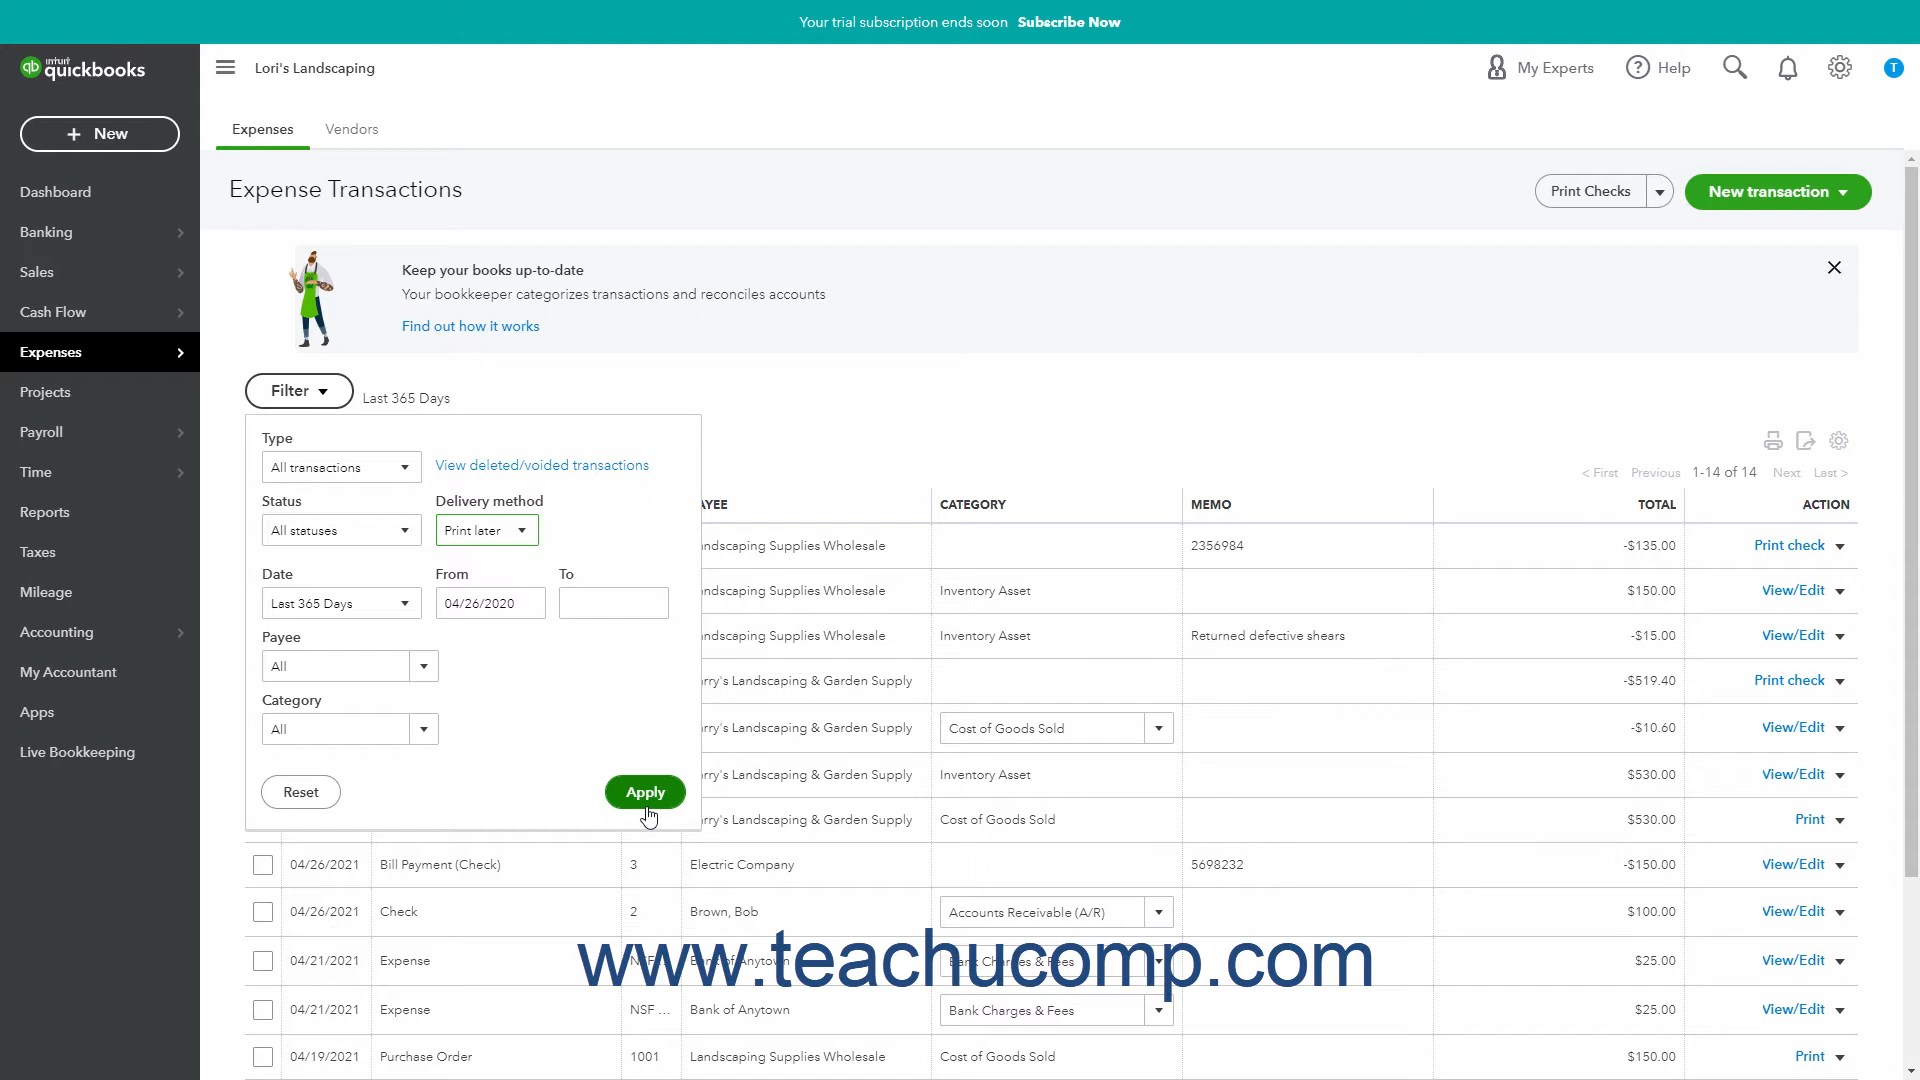 Your trial subscription ends soon Subscribe Now
intuit quickbooks
Lori's Landscaping
My Experts
Help
T
New
Dashboard
Banking
Sales
Cash Flow
Expenses
Projects
Payroll
Time
Reports
Taxes
Mileage
Accounting
My Accountant
Apps
Live Bookkeeping
Expenses Vendors
Expense Transactions
Print Checks
New transaction
Keep your books up-to-date
Your bookkeeper categorizes transactions and reconciles accounts
Find out how it works
Filter
Last 365 Days
Type
All transactions View deleted/voided transactions
Status Delivery method
All statuses Print later
Date From To
Last 365 Days 04/26/2020
Payee
All
Category
All
Reset Apply
< First Previous 1-14 of 14 Next Last >
AYEE CATEGORY MEMO TOTAL ACTION
ndscaping Supplies Wholesale 2356984 -$135.00 Print check
ndscaping Supplies Wholesale Inventory Asset $150.00 View/Edit
ndscaping Supplies Wholesale Inventory Asset Returned defective shears -$15.00 View/Edit
rry's Landscaping & Garden Supply -$519.40 Print check
rry's Landscaping & Garden Supply Cost of Goods Sold -$10.60 View/Edit
rry's Landscaping & Garden Supply Inventory Asset $530.00 View/Edit
rry's Landscaping & Garden Supply Cost of Goods Sold $530.00 Print
04/26/2021 Bill Payment (Check) 3 Electric Company 5698232 -$150.00 View/Edit
04/26/2021 Check 2 Brown, Bob Accounts Receivable (A/R) $100.00 View/Edit
04/21/2021 Expense NSF ... Bank of Anytown Bank Charges & Fees $25.00 View/Edit
www.teachucomp.com
04/21/2021 Expense NSF ... Bank of Anytown Bank Charges & Fees $25.00 View/Edit
04/19/2021 Purchase Order 1001 Landscaping Supplies Wholesale Cost of Goods Sold $150.00 Print